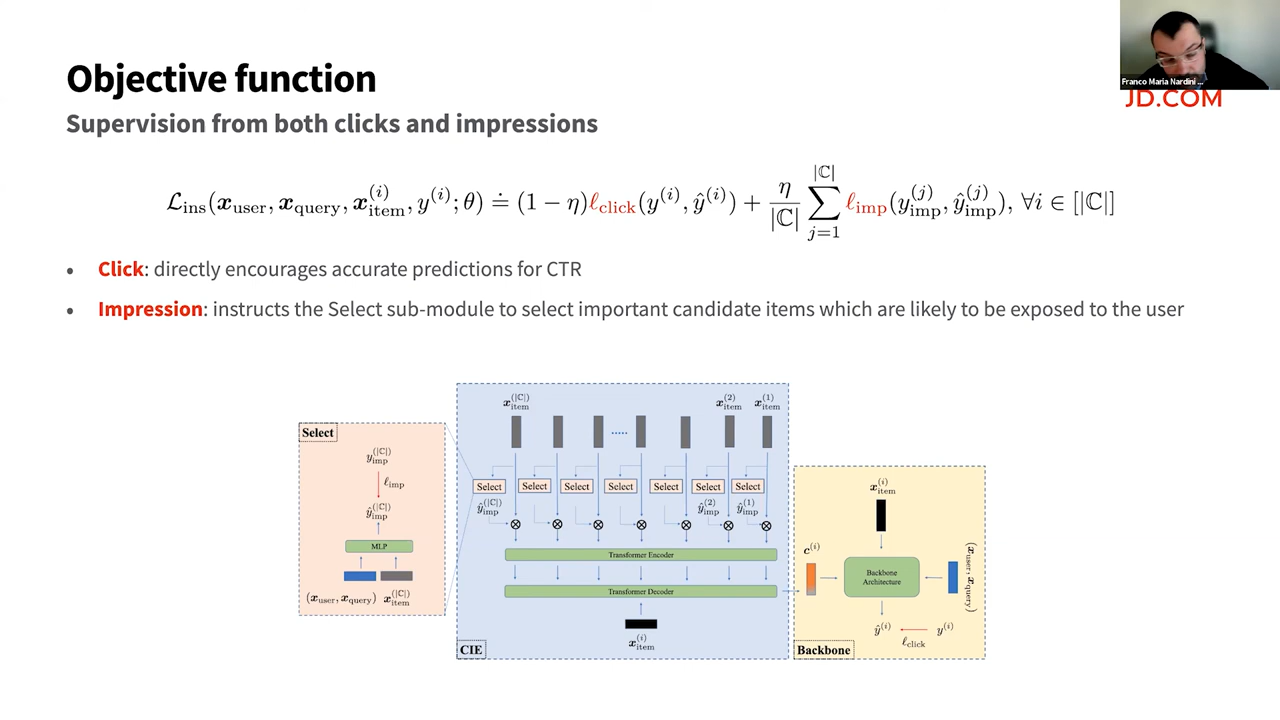 Objective function
Supervision from both clicks and impressions
Franco Maria Nardini ...
JD.COM
ℒ_ins(x_user, x_query, x_item^(i), y^(i); θ) ≐ (1 − η)ℓ_click(y^(i), ŷ^(i)) + η/|ℂ| ∑_{j=1}^{|ℂ|} ℓ_imp(y_imp^(j), ŷ_imp^(j)), ∀i ∈ [|ℂ|]
• Click: directly encourages accurate predictions for CTR
• Impression: instructs the Select sub-module to select important candidate items which are likely to be exposed to the user
Select
y_imp^(|ℂ|)
ℓ_imp
ŷ_imp^(|ℂ|)
MLP
(x_user, x_query) x_item^(|ℂ|)
x_item^(|ℂ|) ..... x_item^(2) x_item^(1)
Select Select Select Select Select Select Select
ŷ_imp^(|ℂ|) ŷ_imp^(2) ŷ_imp^(1)
⊗ ⊗ ⊗ ⊗ ⊗ ⊗ ⊗
Transformer Encoder
Transformer Decoder
x_item^(i)
CIE
x_item^(i)
c^(i)
Backbone
Architecture
(x_user, x_query)
ŷ^(i) y^(i)
ℓ_click
Backbone